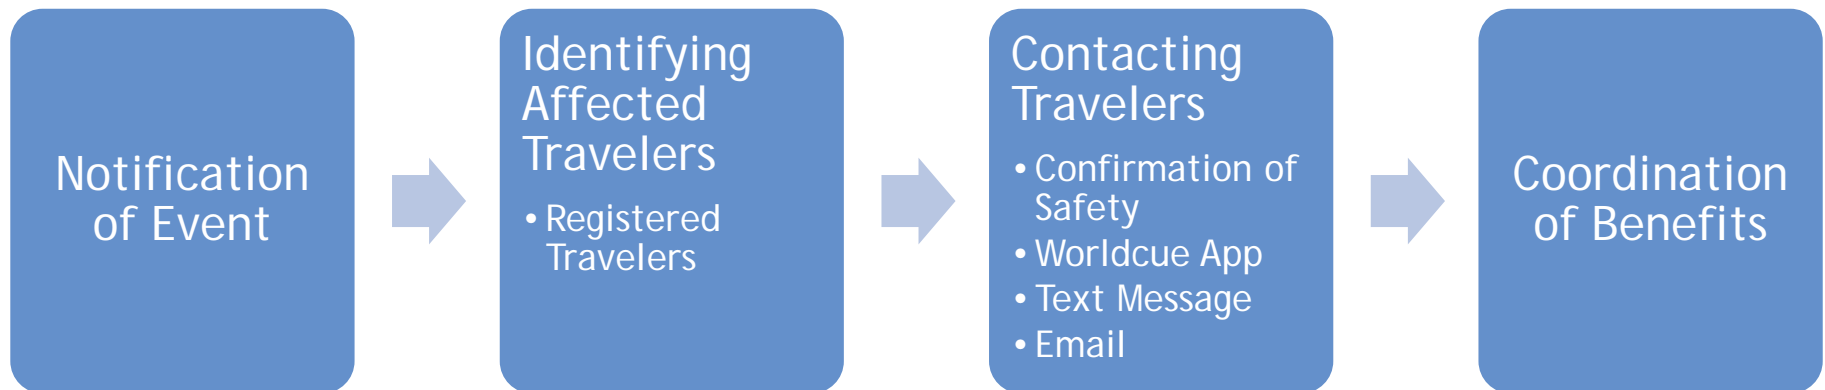 Notification
of Event
Identifying
Affected
Travelers
• Registered
Travelers
Contacting
Travelers
• Confirmation of
Safety
• Worldcue App
• Text Message
• Email
Coordination
of Benefits